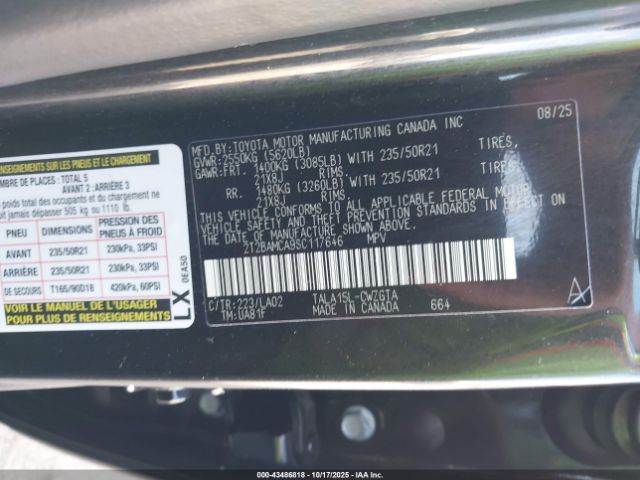 RENSEIGNEMENTS SUR LES PNEUS ET LE CHARGEMENT
NOMBRE DE PLACES: TOTAL 5
AVANT 2 : ARRIÈRE 3
des occupants et du chargement ne
doit jamais dépasser 505 kg ou 1110 lb.
PNEU DIMENSIONS PRESSION DES PNEUS À FROID
AVANT 235/50R21 230kPa, 33PSI
ARRIÈRE 235/50R21 230kPa, 33PSI
DE SECOURS T165/90D18 420kPa, 60PSI
VOIR LE MANUEL DE L'USAGER
POUR PLUS DE RENSEIGNEMENTS
LX 0EA50
MFD.BY:TOYOTA MOTOR MANUFACTURING CANADA INC 08/25
GVWR:2550KG (5620LB)
GAWR:FRT. 1400KG (3085LB) WITH 235/50R21 TIRES,
21X8J RIMS.
RR. 1480KG (3260LB) WITH 235/50R21 TIRES,
21X8J RIMS.
THIS VEHICLE CONFORMS TO ALL APPLICABLE FEDERAL MOTOR
VEHICLE SAFETY AND THEFT PREVENTION STANDARDS IN EFFECT
ON THE DATE OF MANUFACTURE SHOWN ABOVE.
2T2BAMCA9SC117646 MPV
C/TR:223/LA02 TALA15L-CWZGTA
TM:UA81F MADE IN CANADA 664
A
000-43486818 - 10/17/2025 - COPYRIGHT IAA, LLC.